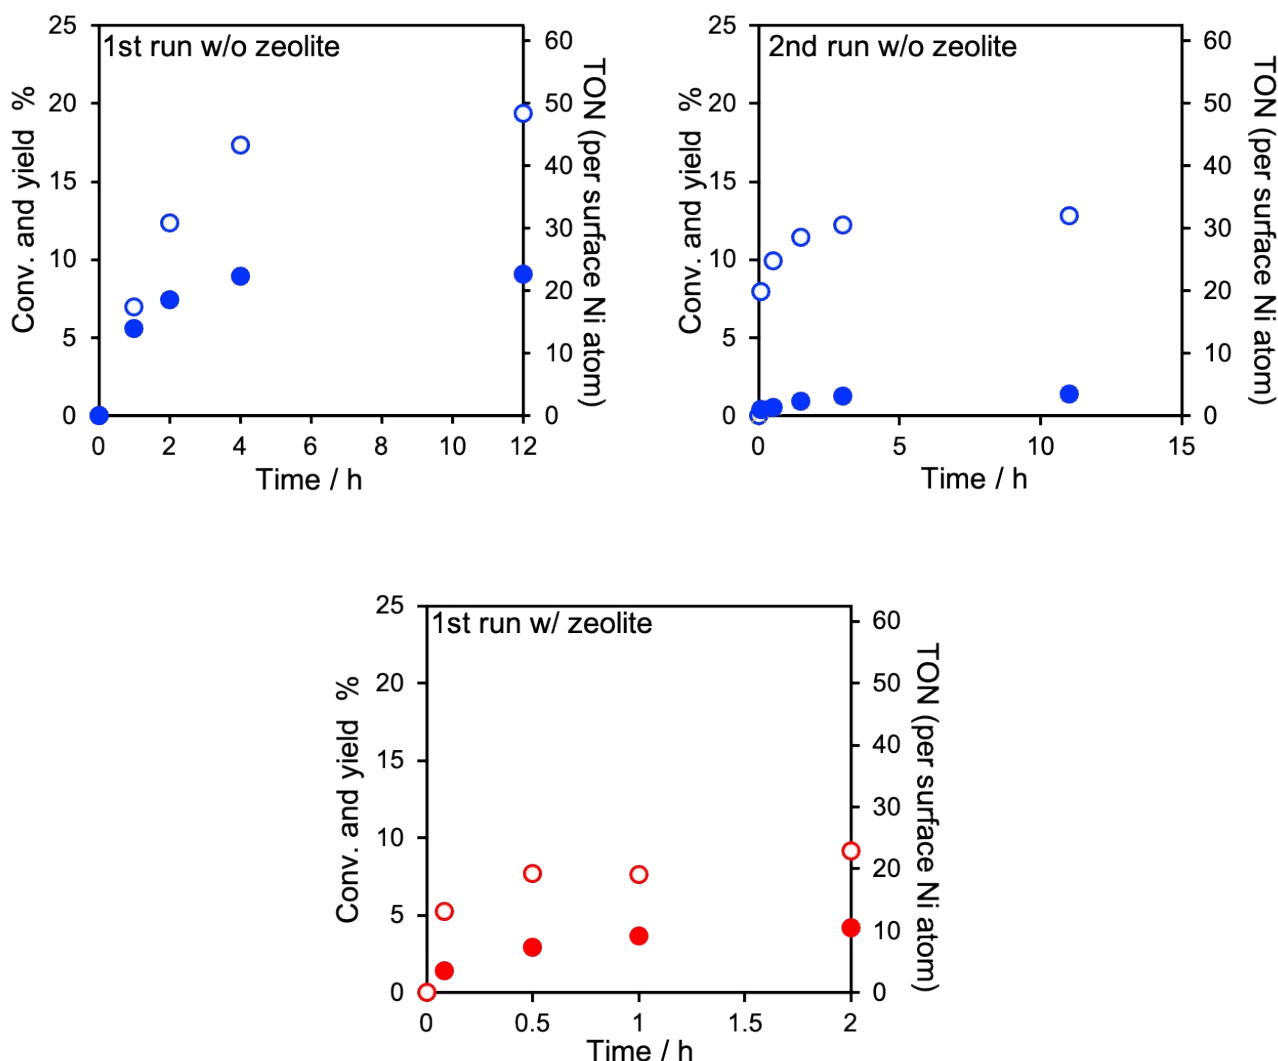 1st run w/o zeolite
Conv. and yield %
25
20
15
10
5
0
60
50
40
30
20
10
0
TON (per surface Ni atom)
0 2 4 6 8 10 12
Time / h
2nd run w/o zeolite
Conv. and yield %
25
20
15
10
5
0
60
50
40
30
20
10
0
TON (per surface Ni atom)
0 5 10 15
Time / h
1st run w/ zeolite
Conv. and yield %
25
20
15
10
5
0
60
50
40
30
20
10
0
TON (per surface Ni atom)
0 0.5 1 1.5 2
Time / h